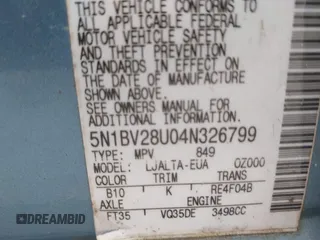 THIS VEHICLE CONFORMS TO ALL
APPLICABLE FEDERAL
MOTOR VEHICLE SAFETY
AND THEFT PREVENTION
STANDARDS IN EFFECT ON
THE DATE OF MANUFACTURE
SHOWN ABOVE.
SEE OWNER'S MANUAL FOR
ADDITIONAL INFORMATION.
5N1BV28U04N326799
TYPE: MPV 849
MODEL: LJALTA-EUA 0Z000
COLOR TRIM TRANS
B10 K RE4F04B
AXLE ENGINE
FT35 VQ35DE 3498CC
DREAMBID